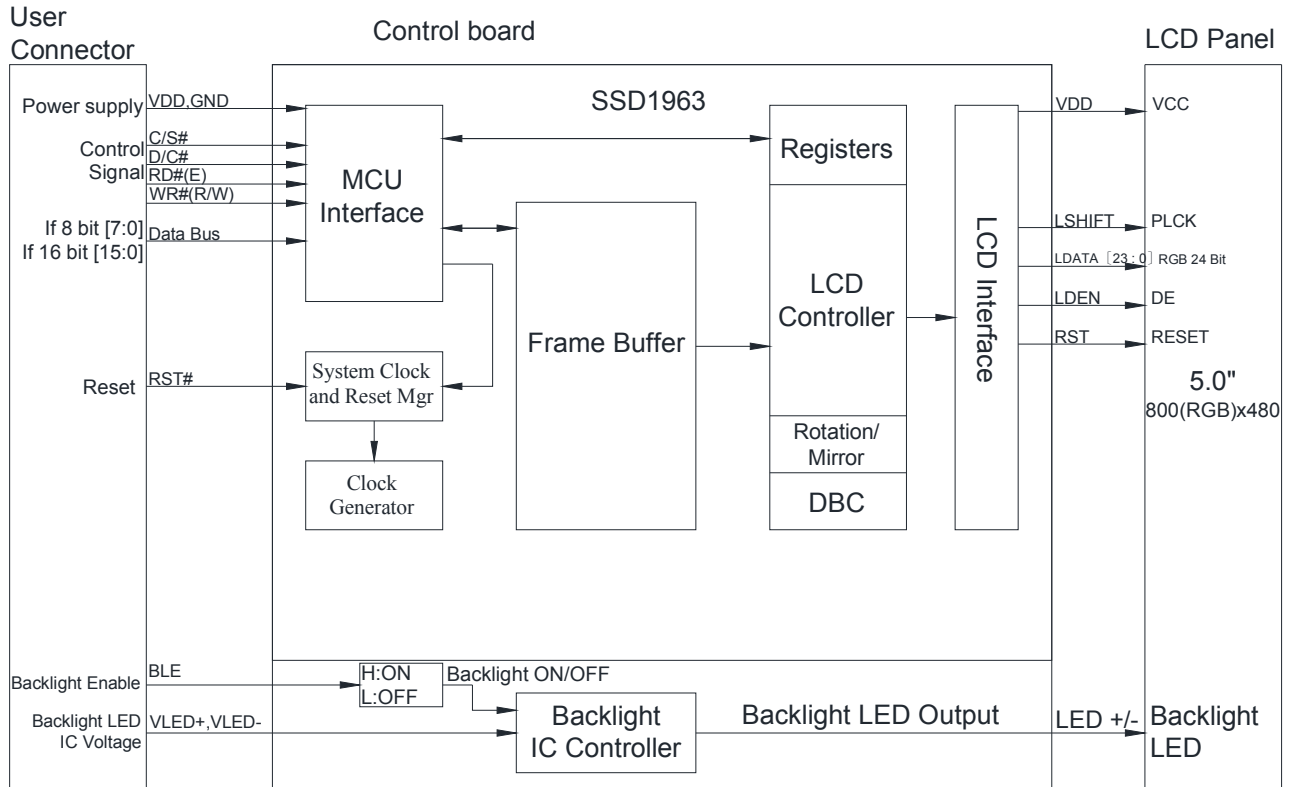 User
Connector
Control board
LCD Panel
Power supply
VDD,GND
Control
Signal
C/S#
D/C#
RD#(E)
WR#(R/W)
If 8 bit [7:0]
If 16 bit [15:0]
Data Bus
Reset
RST#
SSD1963
MCU
Interface
System Clock
and Reset Mgr
Clock
Generator
Frame Buffer
Registers
LCD
Controller
Rotation/
Mirror
DBC
LCD Interface
VDD
VCC
LSHIFT
PLCK
LDATA [23 : 0] RGB 24 Bit
LDEN
DE
RST
RESET
5.0"
800(RGB)x480
Backlight Enable
BLE
H:ON
L:OFF
Backlight ON/OFF
Backlight LED
IC Voltage
VLED+,VLED-
Backlight
IC Controller
Backlight LED Output
LED +/-
Backlight
LED